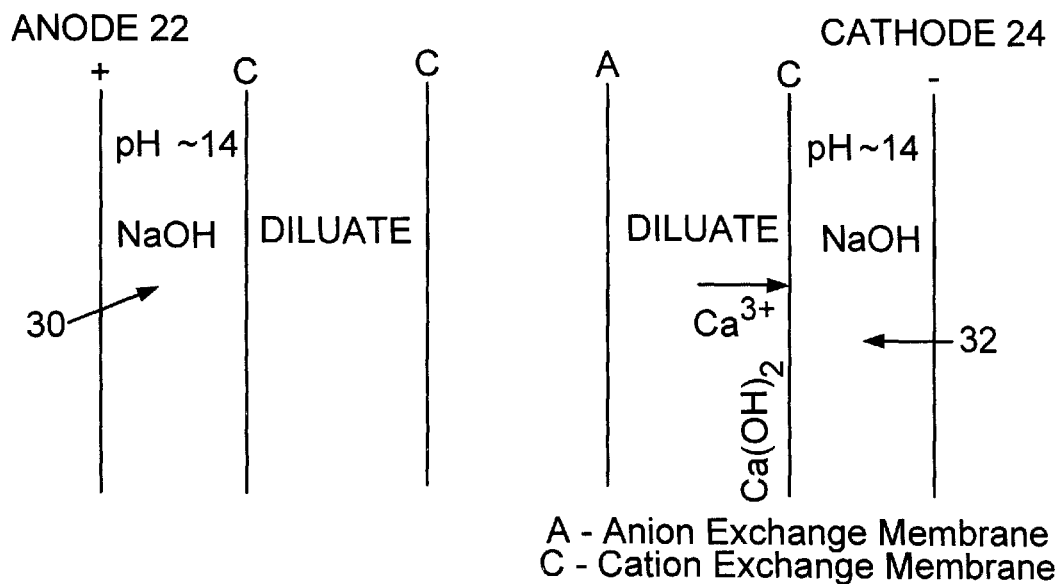 ANODE 22
CATHODE 24
+ C C A C -
pH ~14
pH ~14
NaOH DILUATE
DILUATE NaOH
30
Ca3+
32
Ca(OH)2
A - Anion Exchange Membrane
C - Cation Exchange Membrane